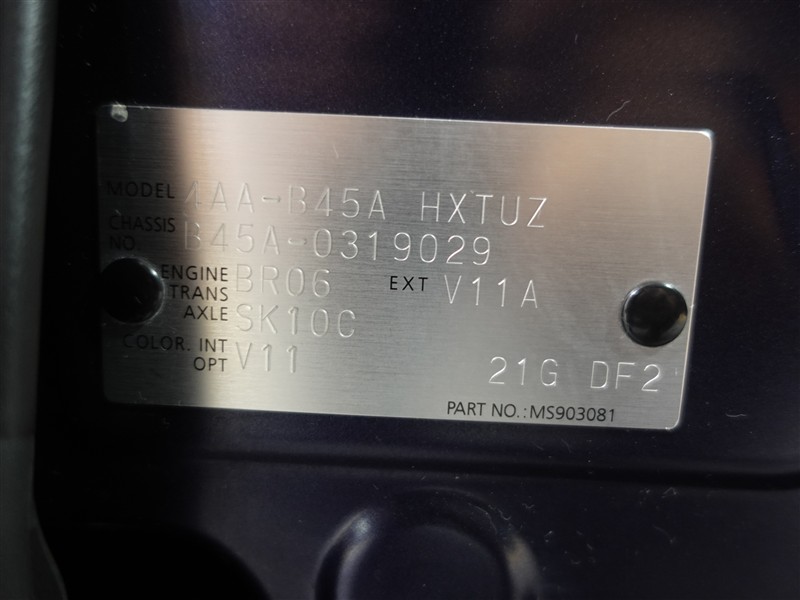 MODEL 4AA-B45A HXTUZ
CHASSIS NO. B45A-0319029
ENGINE BR06 EXT V11A
TRANS AXLE SK10C
COLOR. INT V11
OPT 21G DF2
PART NO.:MS903081